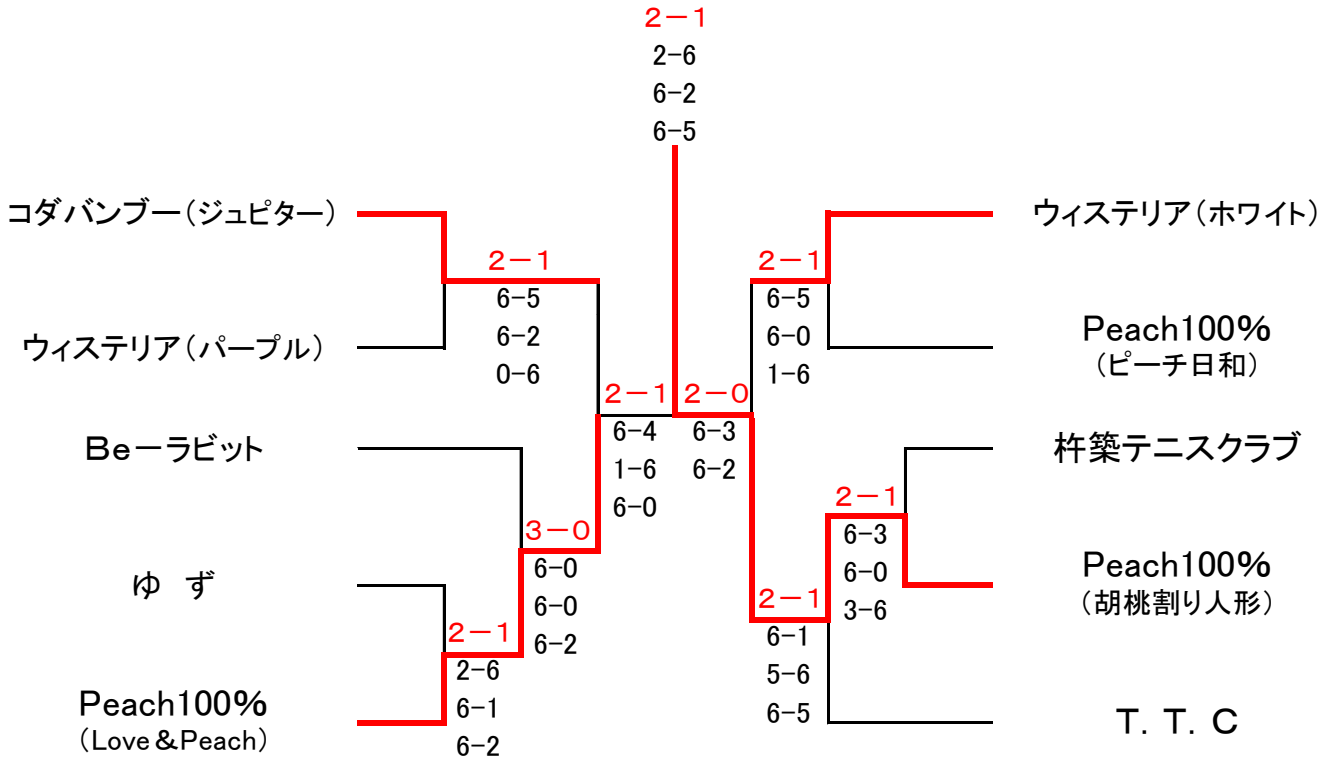 2-1
2-6
6-2
6-5
コダバンブー(ジュピター)
2-1
6-5
6-2
0-6
ウィステリア(パープル)
Be-ラビット
ゆ ず
Peach100%
(Love&Peach)
2-1
2-6
6-1
6-2
3-0
6-0
6-0
6-2
2-1
6-4
1-6
6-0
2-0
6-3
6-2
ウィステリア(ホワイト)
2-1
6-5
6-0
1-6
Peach100%
(ピーチ日和)
杵築テニスクラブ
2-1
6-3
6-0
3-6
Peach100%
(胡桃割り人形)
2-1
6-1
5-6
6-5
T. T. C